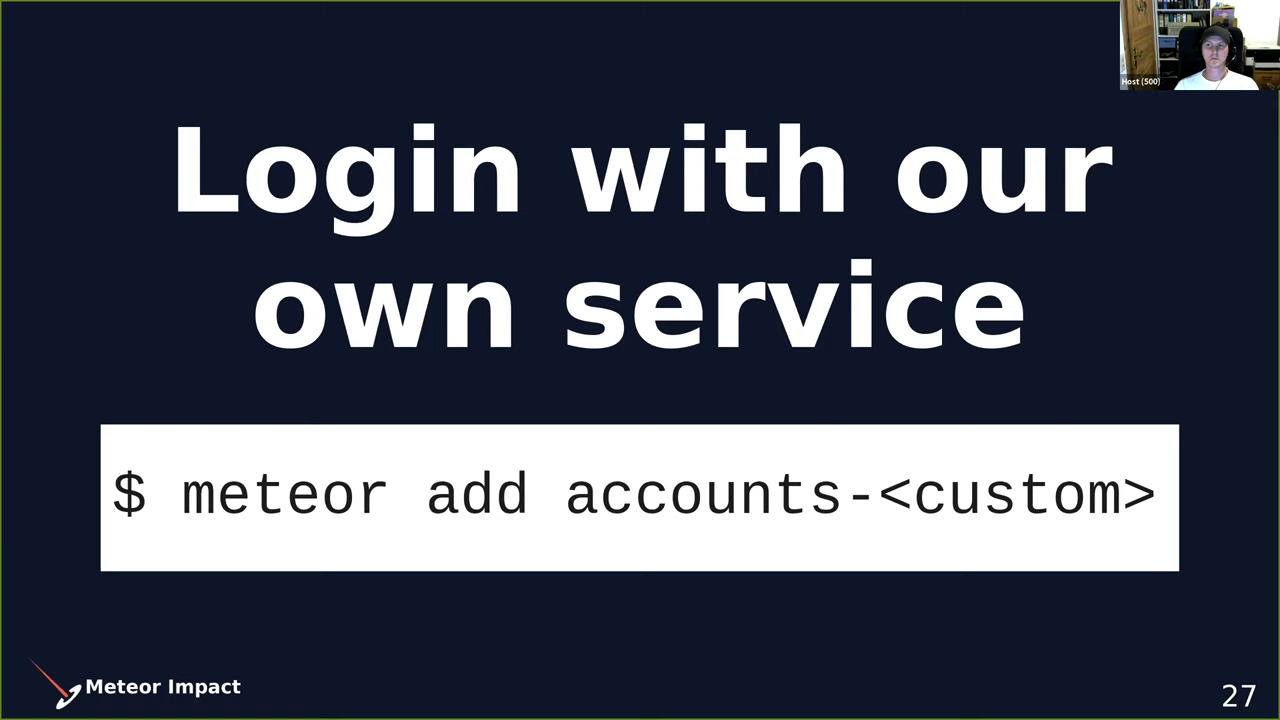 Host (500)
Login with our
own service
$ meteor add accounts-<custom>
Meteor Impact
27